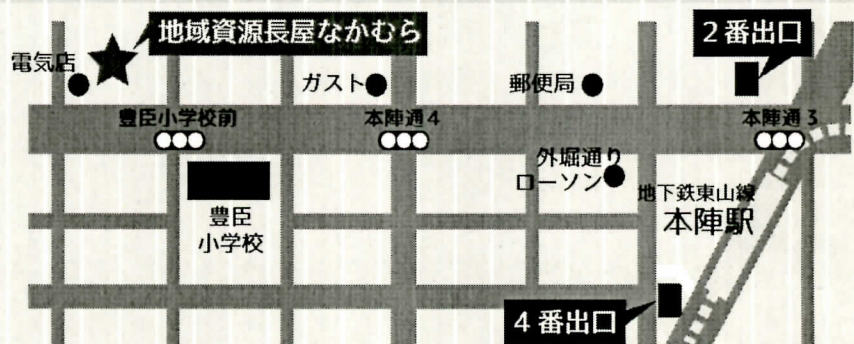 地域資源長屋なかむら
2番出口
電気店
ガスト
郵便局
豊臣小学校前
本陣通4
本陣通3
外堀通り
ローソン
地下鉄東山線
本陣駅
豊臣
小学校
4番出口